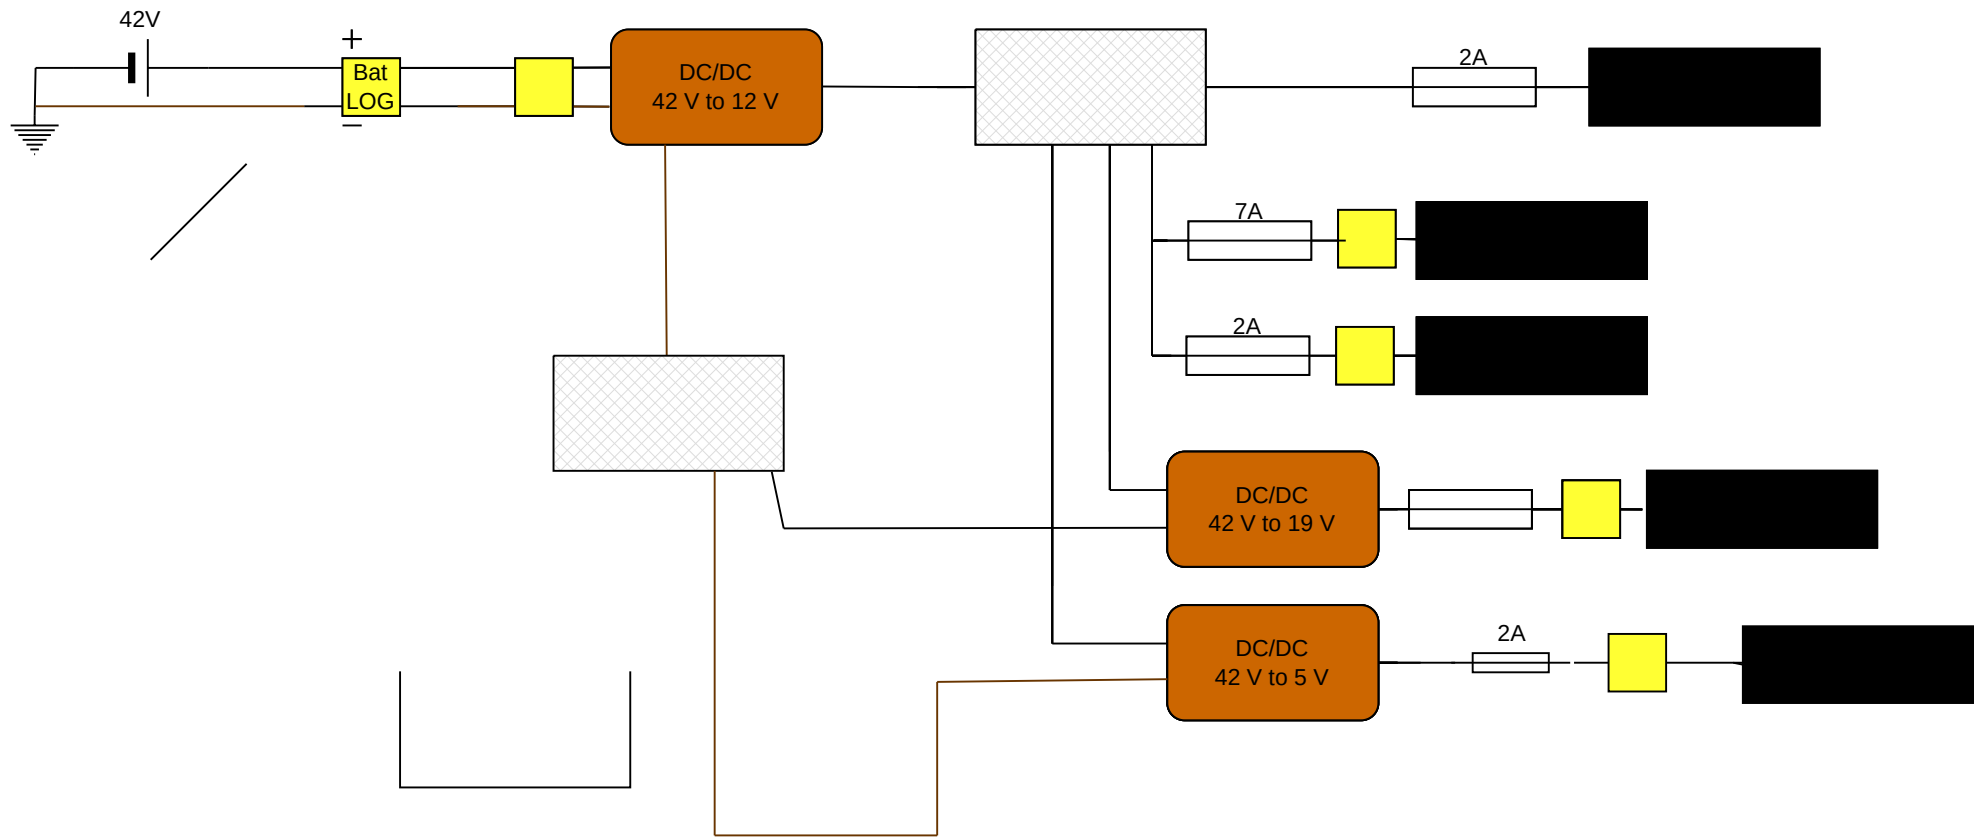 42V
+
Bat
LOG
−
DC/DC
42 V to 12 V
2A
7A
2A
DC/DC
42 V to 19 V
DC/DC
42 V to 5 V
2A